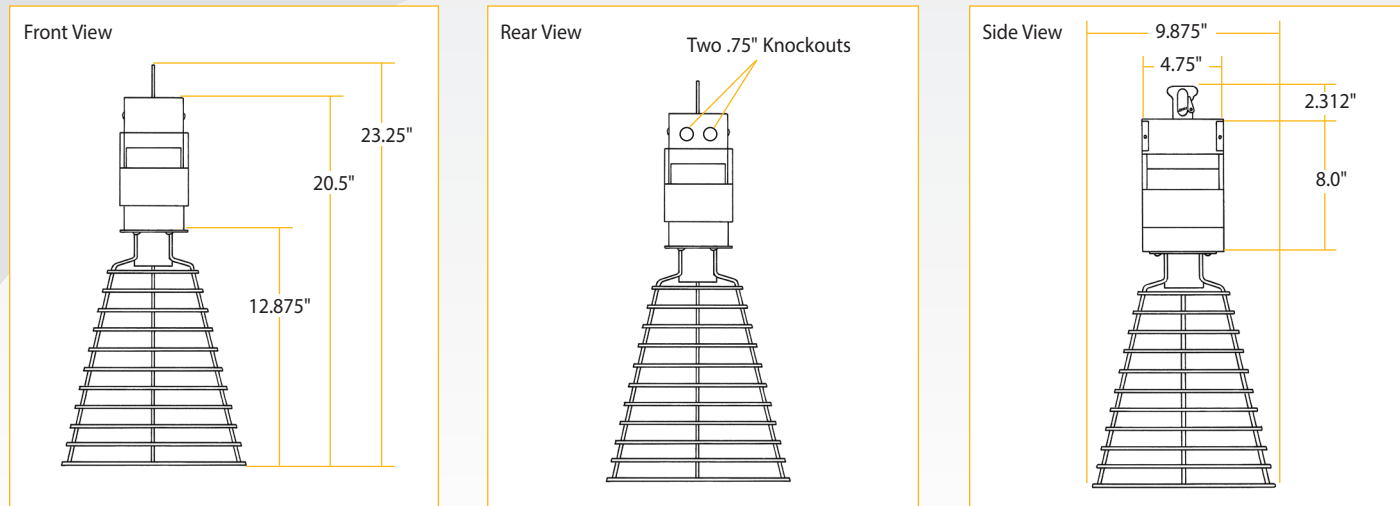 Front View
23.25"
20.5"
12.875"
Rear View
Two .75" Knockouts
Side View
9.875"
4.75"
2.312"
8.0"